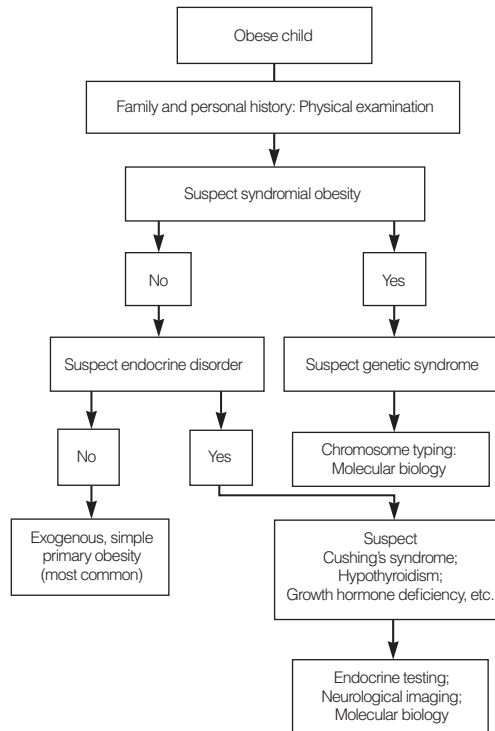 Obese child
Family and personal history: Physical examination
Suspect syndromial obesity
No
Yes
Suspect endocrine disorder
Suspect genetic syndrome
No
Yes
Chromosome typing:
Molecular biology
Exogenous, simple
primary obesity
(most common)
Suspect
Cushing's syndrome;
Hypothyroidism;
Growth hormone deficiency, etc.
Endocrine testing;
Neurological imaging;
Molecular biology